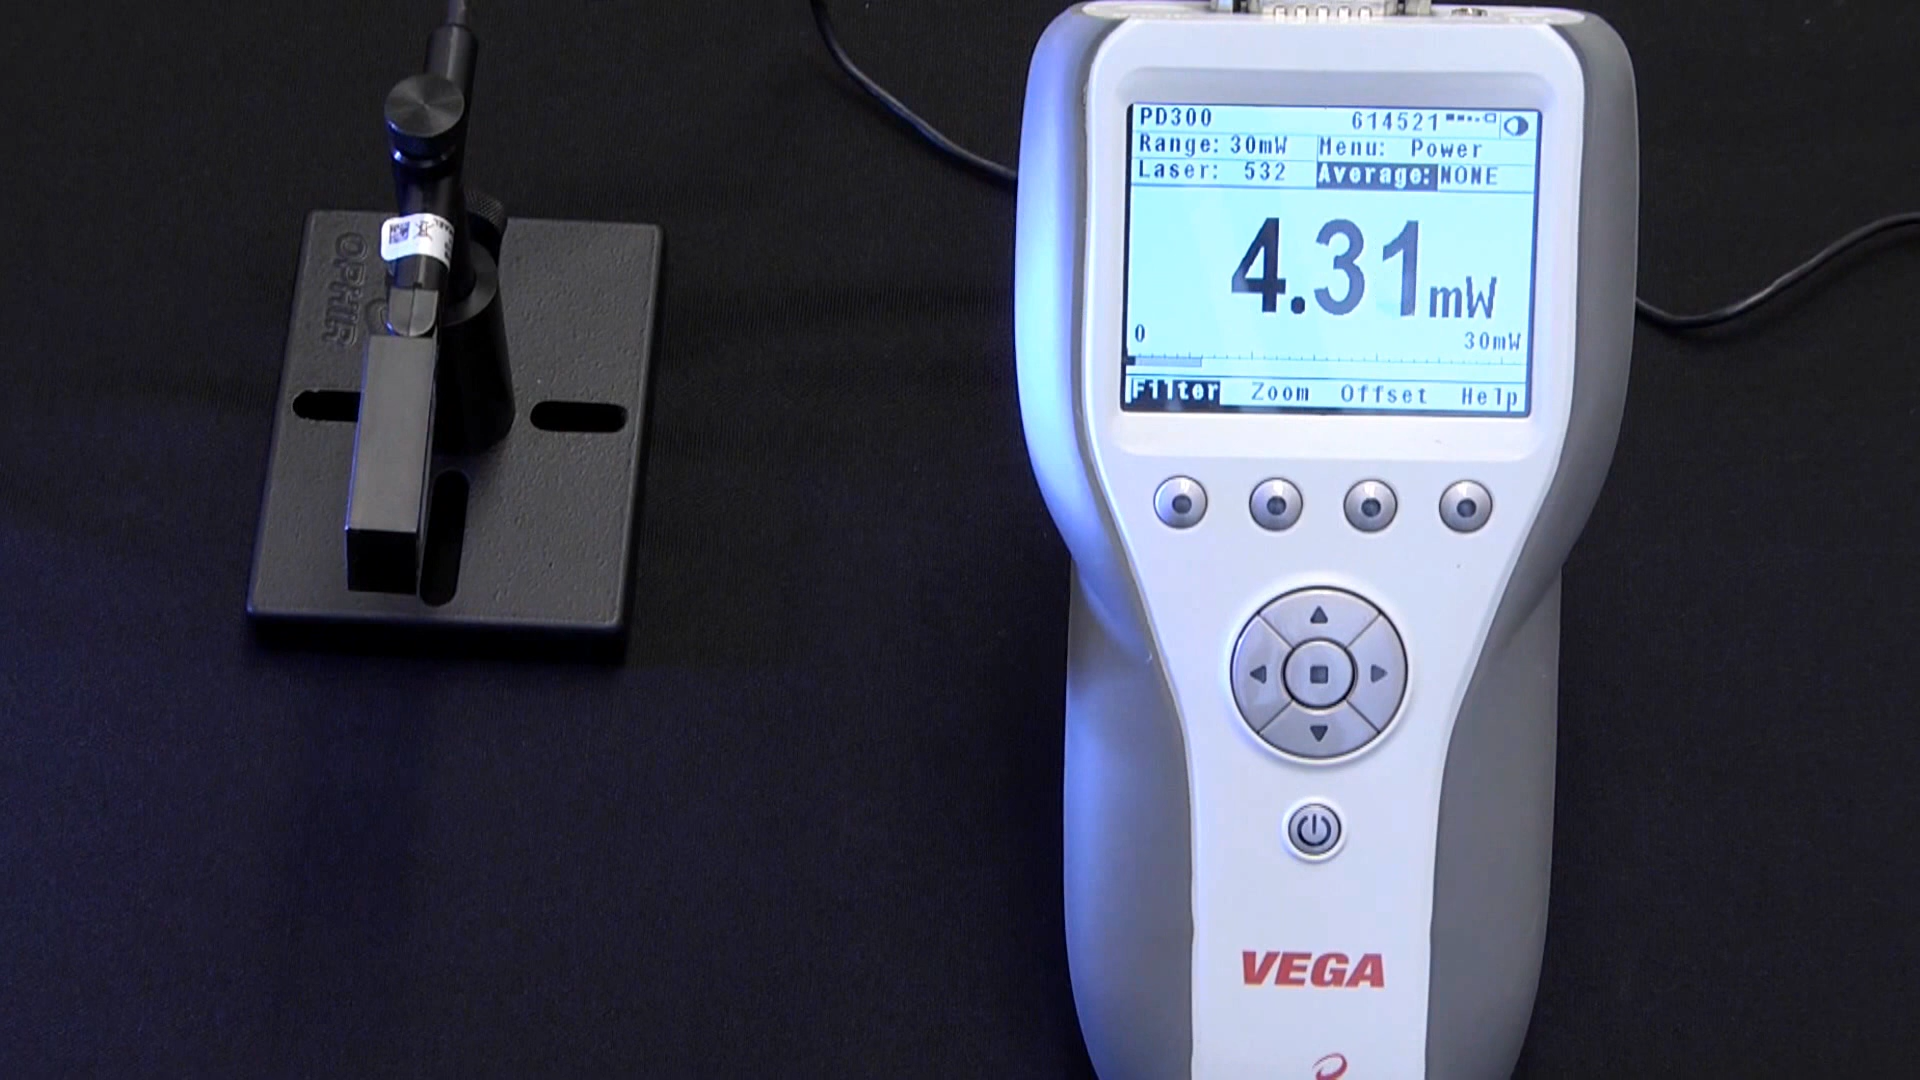 OPHIR
PD300 614521
Range: 30mW Menu: Power
Laser: 532 Average: NONE
4.31mW
0 30mW
Filter Zoom Offset Help
VEGA